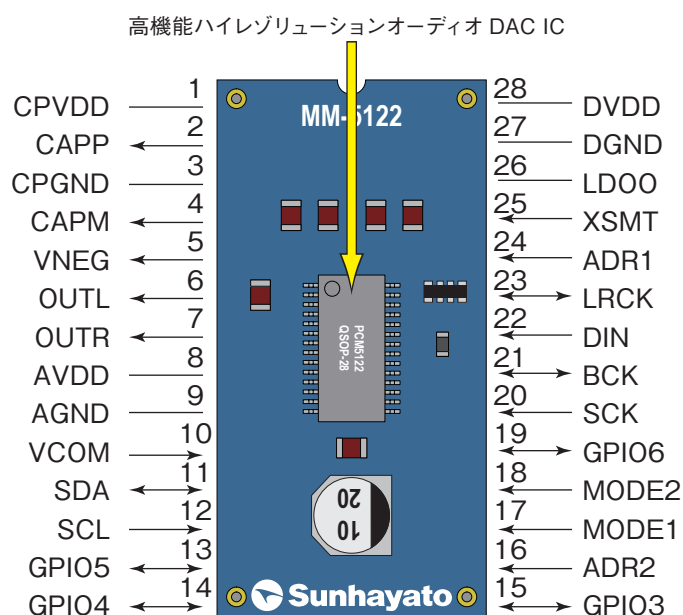 高機能ハイレゾリューションオーディオ DAC IC
MM-5122
1 CPVDD
2 CAPP
3 CPGND
4 CAPM
5 VNEG
6 OUTL
7 OUTR
8 AVDD
9 AGND
10 VCOM
11 SDA
12 SCL
13 GPIO5
14 GPIO4
28 DVDD
27 DGND
26 LDOO
25 XSMT
24 ADR1
23 LRCK
22 DIN
21 BCK
20 SCK
19 GPIO6
18 MODE2
17 MODE1
16 ADR2
15 GPIO3
PCM5122
QSOP-28
10
20
Sunhayato